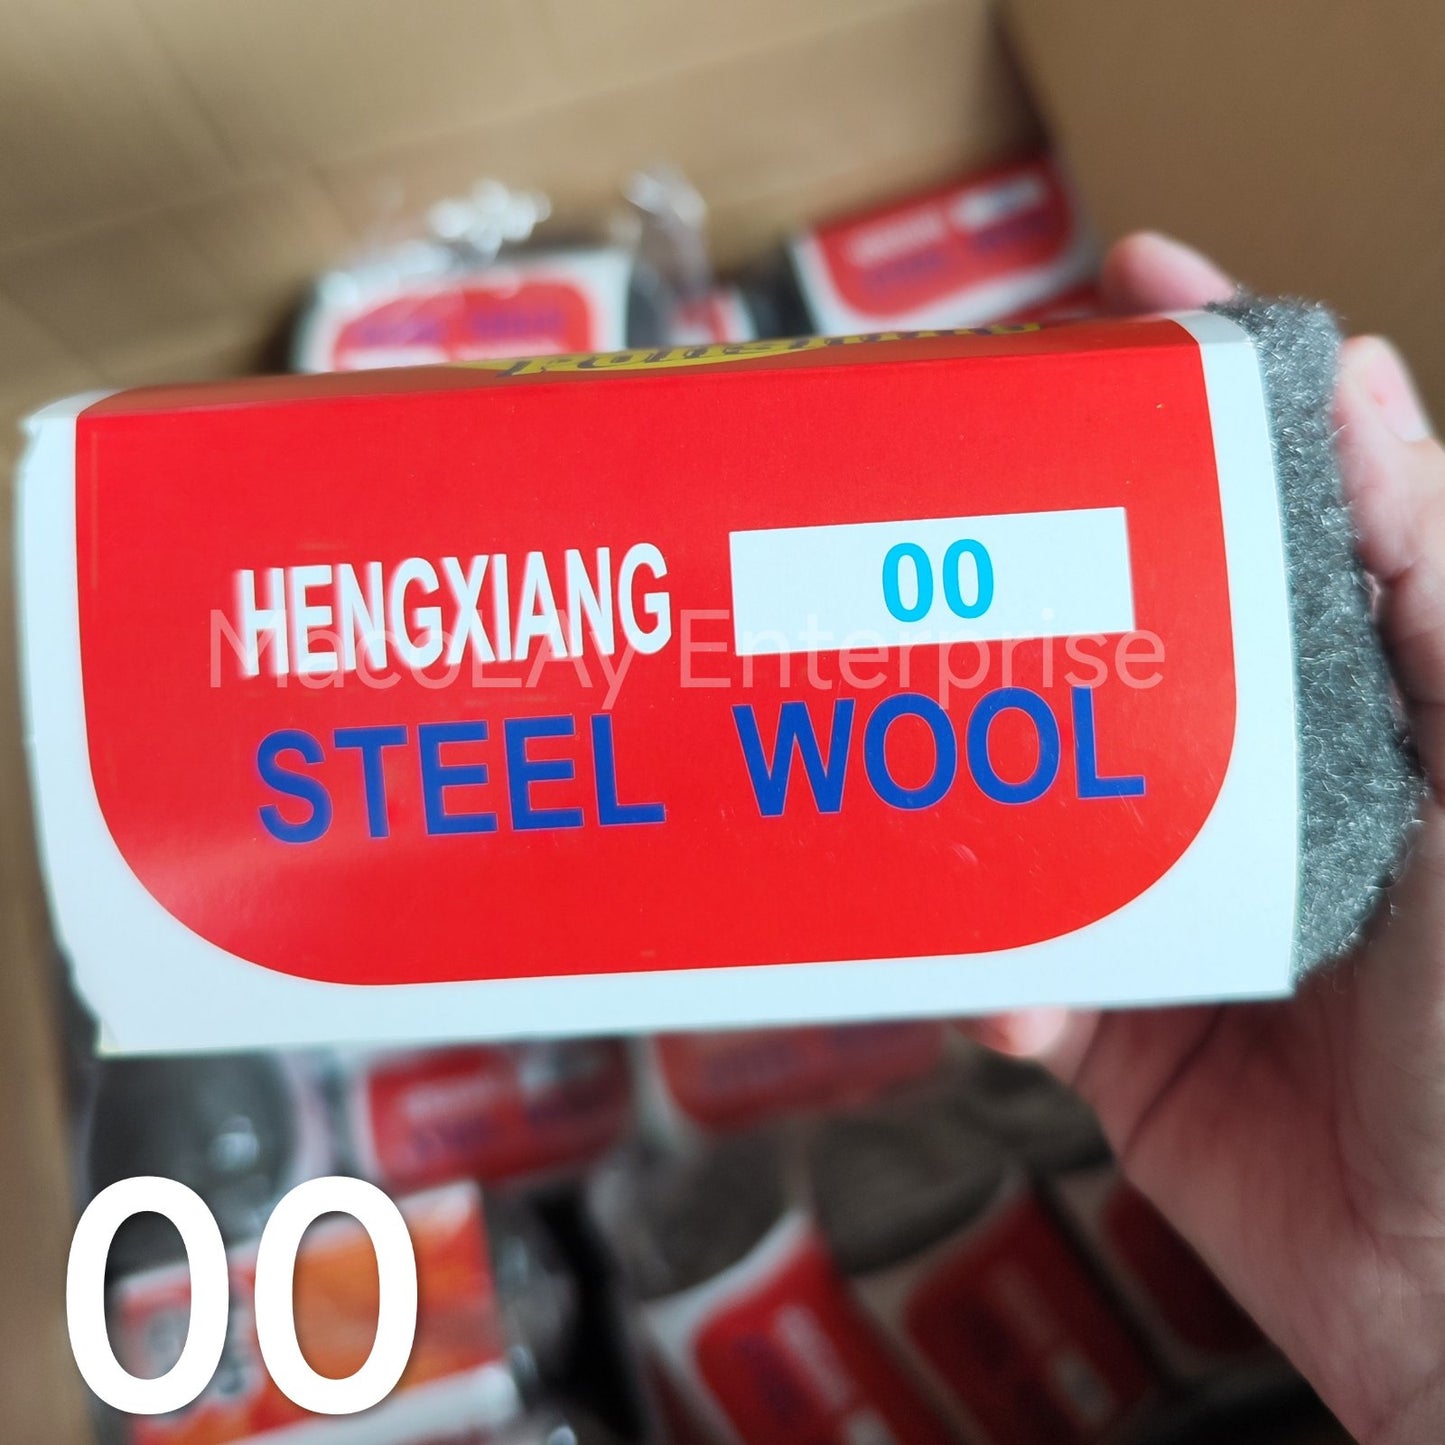 HENGXIANG 00
MacoLAy Enterprise
STEEL WOOL
00